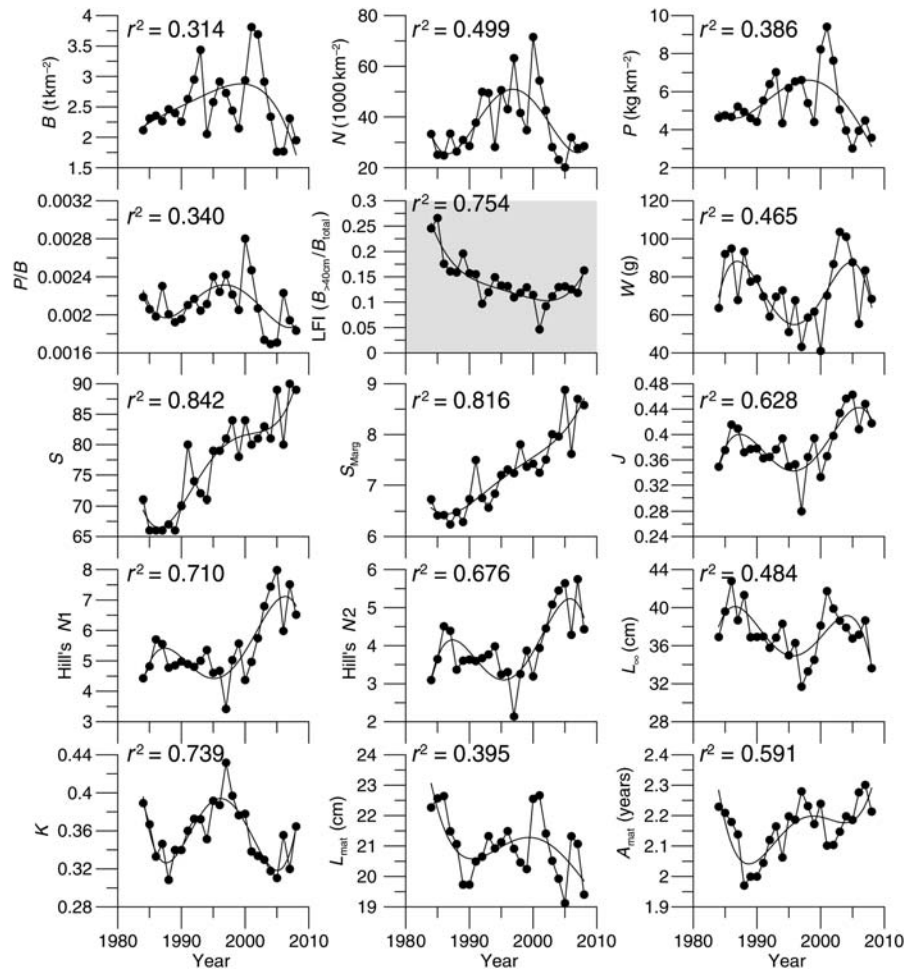 r² = 0.314
B (t km⁻²)
4
3.5
3
2.5
2
1.5
r² = 0.499
N (1000 km⁻²)
80
60
40
20
r² = 0.386
P (kg km⁻²)
10
8
6
4
2
r² = 0.340
P/B
0.0032
0.0028
0.0024
0.002
0.0016
r² = 0.754
LFI (B>40cm/Btotal)
0.3
0.25
0.2
0.15
0.1
0.05
0
r² = 0.465
W (g)
120
100
80
60
40
r² = 0.842
S
90
85
80
75
70
65
r² = 0.816
SMarg
9
8
7
6
r² = 0.628
J
0.48
0.44
0.4
0.36
0.32
0.28
0.24
r² = 0.710
Hill's N1
8
7
6
5
4
3
r² = 0.676
Hill's N2
6
5
4
3
2
r² = 0.484
L∞ (cm)
44
40
36
32
28
r² = 0.739
K
0.44
0.4
0.36
0.32
0.28
1980 1990 2000 2010
Year
r² = 0.395
Lmat (cm)
24
23
22
21
20
19
1980 1990 2000 2010
Year
r² = 0.591
Amat (years)
2.4
2.3
2.2
2.1
2
1.9
1980 1990 2000 2010
Year